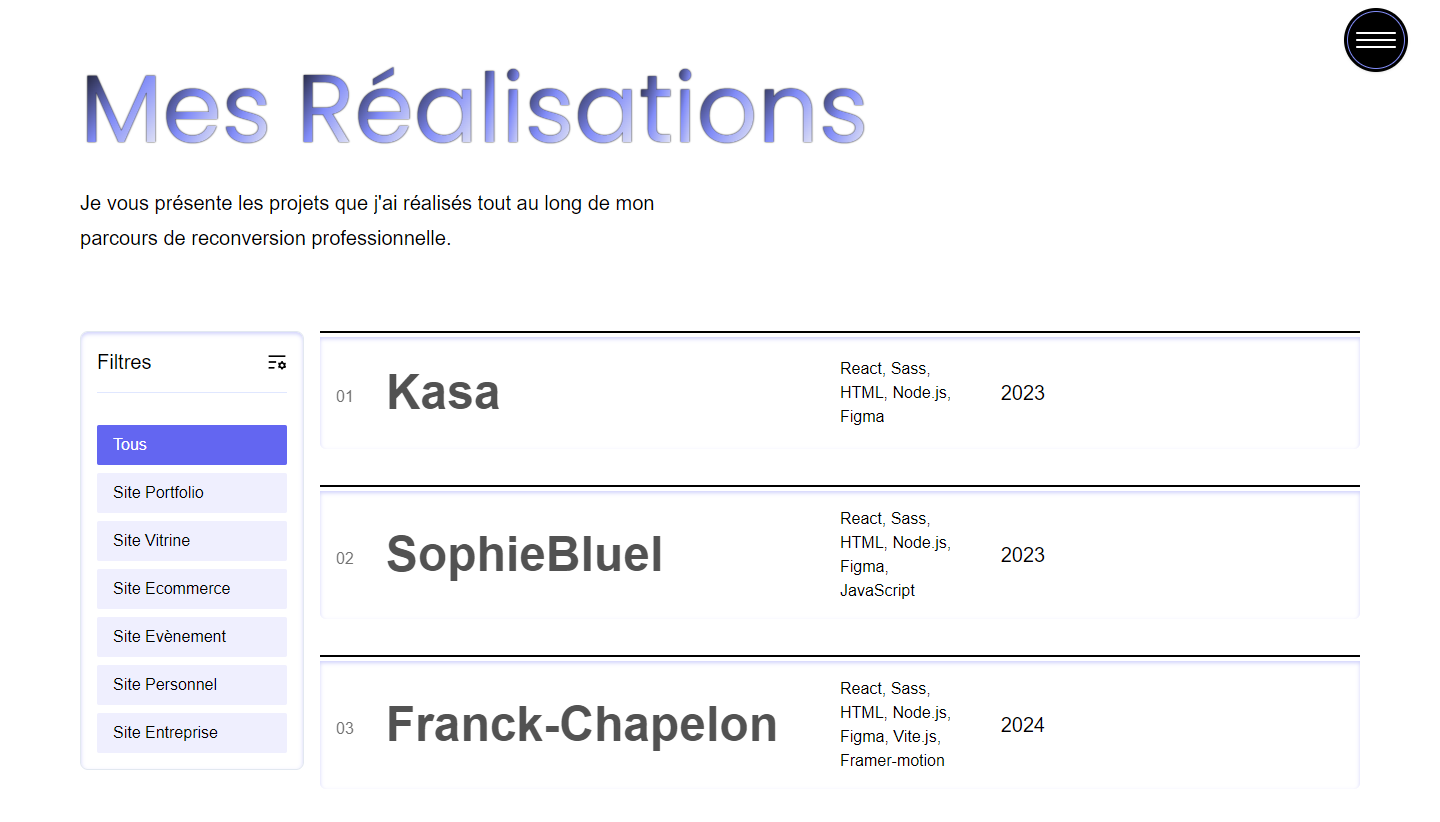 Mes Réalisations
Je vous présente les projets que j'ai réalisés tout au long de mon
parcours de reconversion professionnelle.
Filtres
Tous
Site Portfolio
Site Vitrine
Site Ecommerce
Site Evènement
Site Personnel
Site Entreprise
01
Kasa
React, Sass,
HTML, Node.js,
Figma
2023
02
SophieBluel
React, Sass,
HTML, Node.js,
Figma,
JavaScript
2023
03
Franck-Chapelon
React, Sass,
HTML, Node.js,
Figma, Vite.js,
Framer-motion
2024